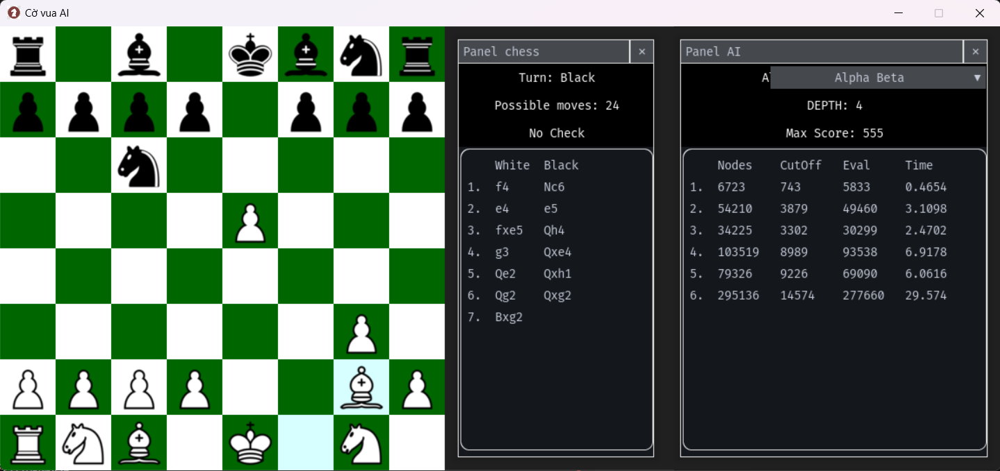 Cờ vua AI
Panel chess ×
Turn: Black
Possible moves: 24
No Check
White Black
1. f4 Nc6
2. e4 e5
3. fxe5 Qh4
4. g3 Qxe4
5. Qe2 Qxh1
6. Qg2 Qxg2
7. Bxg2
Panel AI ×
Alpha Beta ▼
DEPTH: 4
Max Score: 555
Nodes CutOff Eval Time
1. 6723 743 5833 0.4654
2. 54210 3879 49460 3.1098
3. 34225 3302 30299 2.4702
4. 103519 8989 93538 6.9178
5. 79326 9226 69090 6.0616
6. 295136 14574 277660 29.574